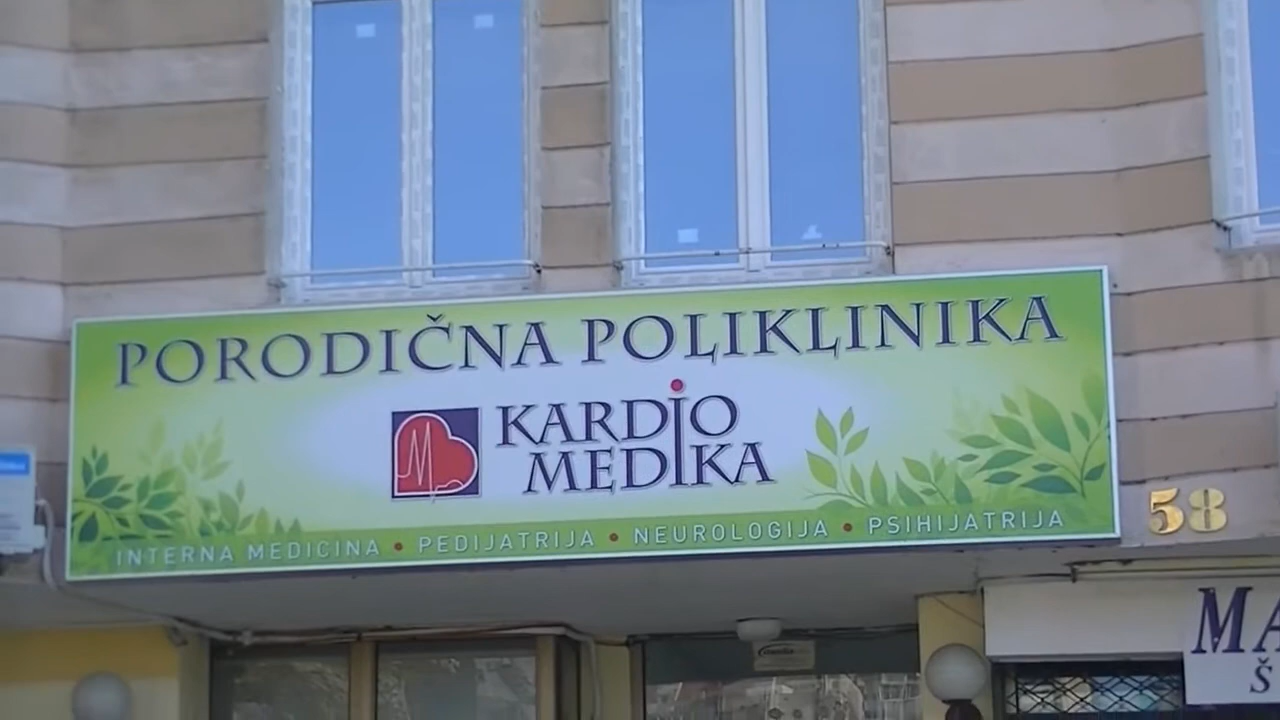 PORODIČNA POLIKLINIKA
KARDIO
MEDIKA
INTERNA MEDICINA • PEDIJATRIJA • NEUROLOGIJA • PSIHIJATRIJA
58